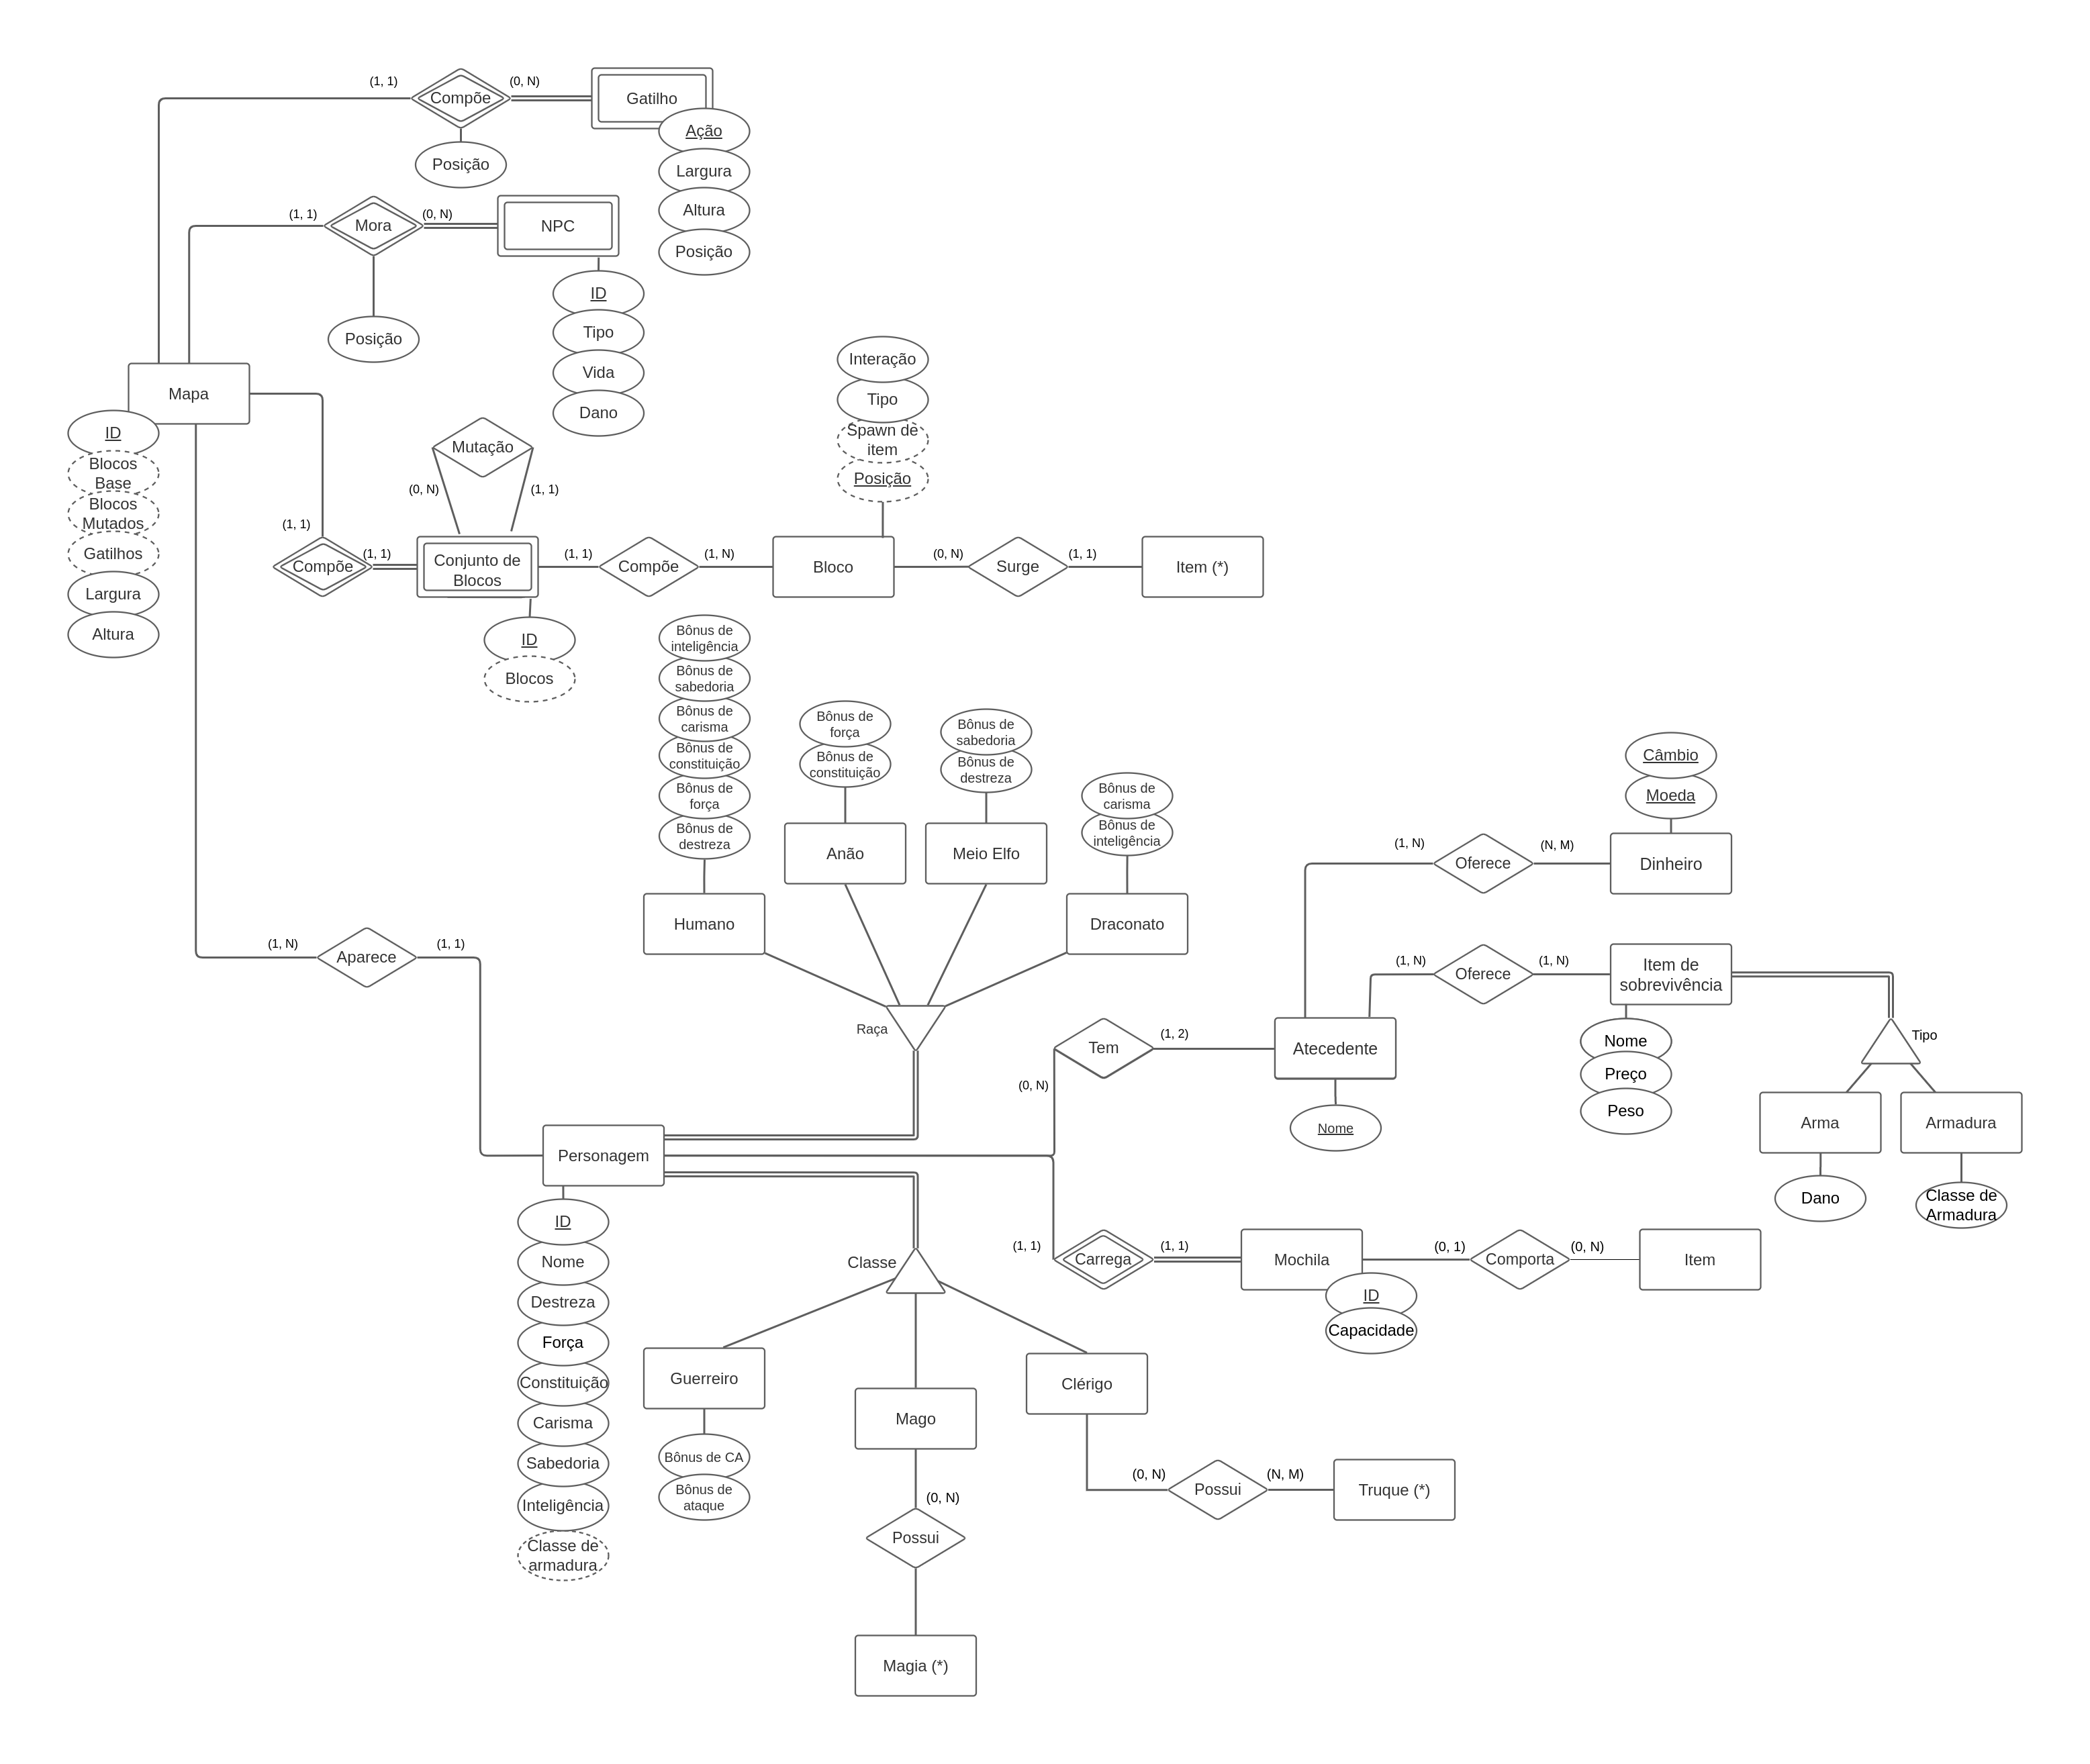 (1, 1)
Compõe
(0, N)
Gatilho
Posição
Ação
Largura
Altura
Posição
(1, 1)
Mora
(0, N)
NPC
Posição
ID
Tipo
Vida
Dano
Mapa
ID
Blocos
Base
Blocos
Mutados
Gatilhos
Largura
Altura
Mutação
(0, N)
(1, 1)
Interação
Tipo
Spawn de
item
Posição
(1, 1)
Compõe
(1, 1)
Conjunto de
Blocos
(1, 1)
Compõe
(1, N)
Bloco
(0, N)
Surge
(1, 1)
Item (*)
ID
Blocos
Bônus de
inteligência
Bônus de
sabedoria
Bônus de
carisma
Bônus de
constituição
Bônus de
força
Bônus de
destreza
Humano
Bônus de
força
Bônus de
constituição
Anão
Bônus de
sabedoria
Bônus de
destreza
Meio Elfo
Bônus de
carisma
Bônus de
inteligência
Draconato
Raça
Câmbio
Moeda
(1, N)
Oferece
(N, M)
Dinheiro
(1, N)
Oferece
(1, N)
Item de
sobrevivência
Nome
Preço
Peso
Tipo
Arma
Armadura
Dano
Classe de
Armadura
(1, N)
Aparece
(1, 1)
Tem
(1, 2)
(0, N)
Atecedente
Nome
Personagem
ID
Nome
Destreza
Força
Constituição
Carisma
Sabedoria
Inteligência
Classe de
armadura
(1, 1)
Carrega
(1, 1)
Mochila
(0, 1)
Comporta
(0, N)
Item
ID
Capacidade
Classe
Guerreiro
Bônus de CA
Bônus de
ataque
Mago
Clérigo
(0, N)
Possui
(N, M)
Truque (*)
(0, N)
Possui
Magia (*)